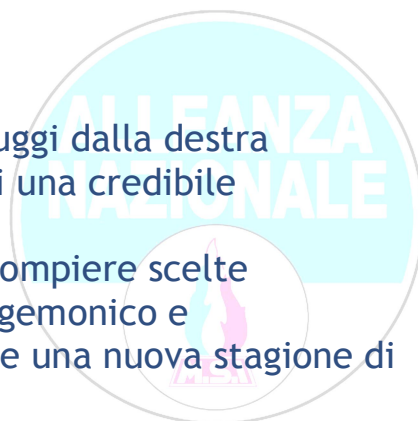 ALLEANZA
uggi dalla destra
i una credibile
NAZIONALE
ompiere scelte
gemonico e
e una nuova stagione di
M.S.I.